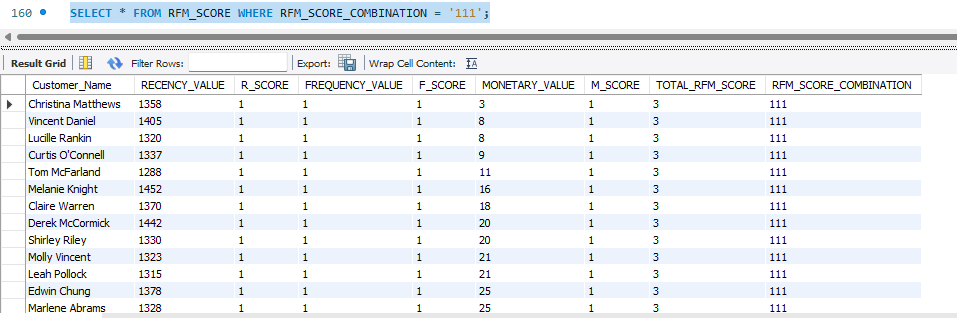 160 SELECT * FROM RFM_SCORE WHERE RFM_SCORE_COMBINATION = '111';
Result Grid Filter Rows: Export: Wrap Cell Content:
Customer_Name RECENCY_VALUE R_SCORE FREQUENCY_VALUE F_SCORE MONETARY_VALUE M_SCORE TOTAL_RFM_SCORE RFM_SCORE_COMBINATION
Christina Matthews 1358 1 1 1 3 1 3 111
Vincent Daniel 1405 1 1 1 8 1 3 111
Lucille Rankin 1320 1 1 1 8 1 3 111
Curtis O'Connell 1337 1 1 1 9 1 3 111
Tom McFarland 1288 1 1 1 11 1 3 111
Melanie Knight 1452 1 1 1 16 1 3 111
Claire Warren 1370 1 1 1 18 1 3 111
Derek McCormick 1442 1 1 1 20 1 3 111
Shirley Riley 1330 1 1 1 20 1 3 111
Molly Vincent 1323 1 1 1 21 1 3 111
Leah Pollock 1315 1 1 1 21 1 3 111
Edwin Chung 1378 1 1 1 25 1 3 111
Marlene Abrams 1328 1 1 1 25 1 3 111